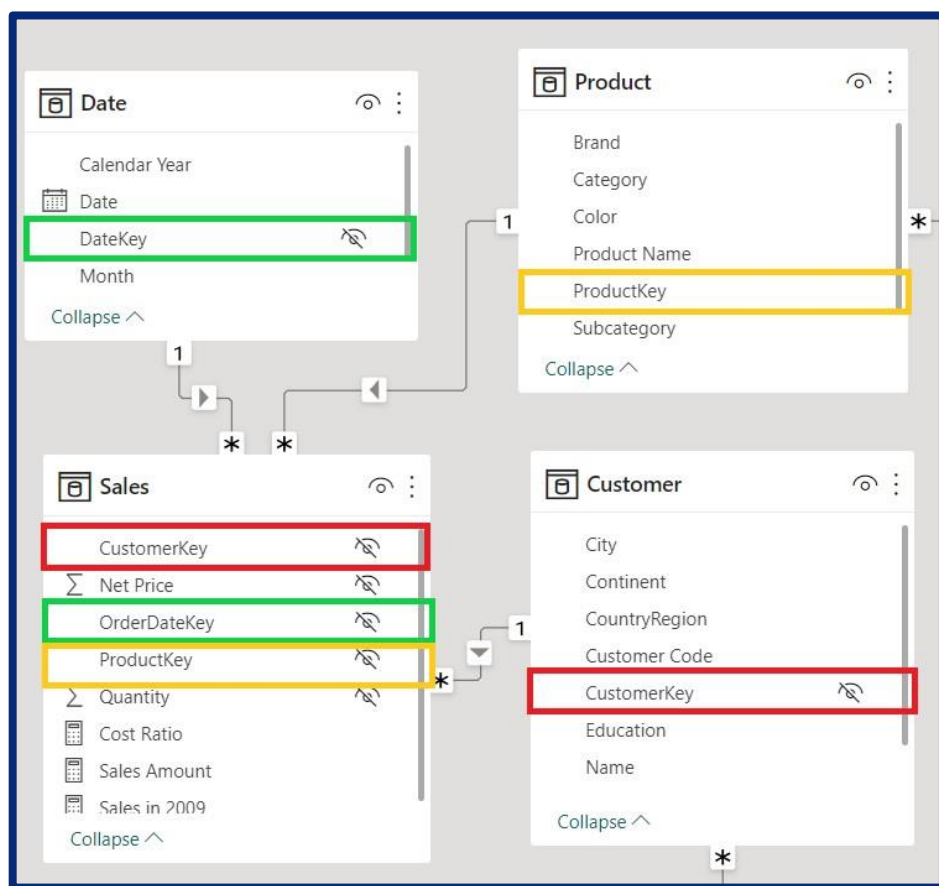 Date
Calendar Year
Date
DateKey
Month
Collapse
1
*
Product
Brand
Category
Color
Product Name
ProductKey
Subcategory
Collapse
1
*
*
Sales
CustomerKey
Net Price
OrderDateKey
ProductKey
Σ Quantity
Cost Ratio
Sales Amount
Sales in 2009
Collapse
*
1
Customer
City
Continent
CountryRegion
Customer Code
CustomerKey
Education
Name
Collapse
*